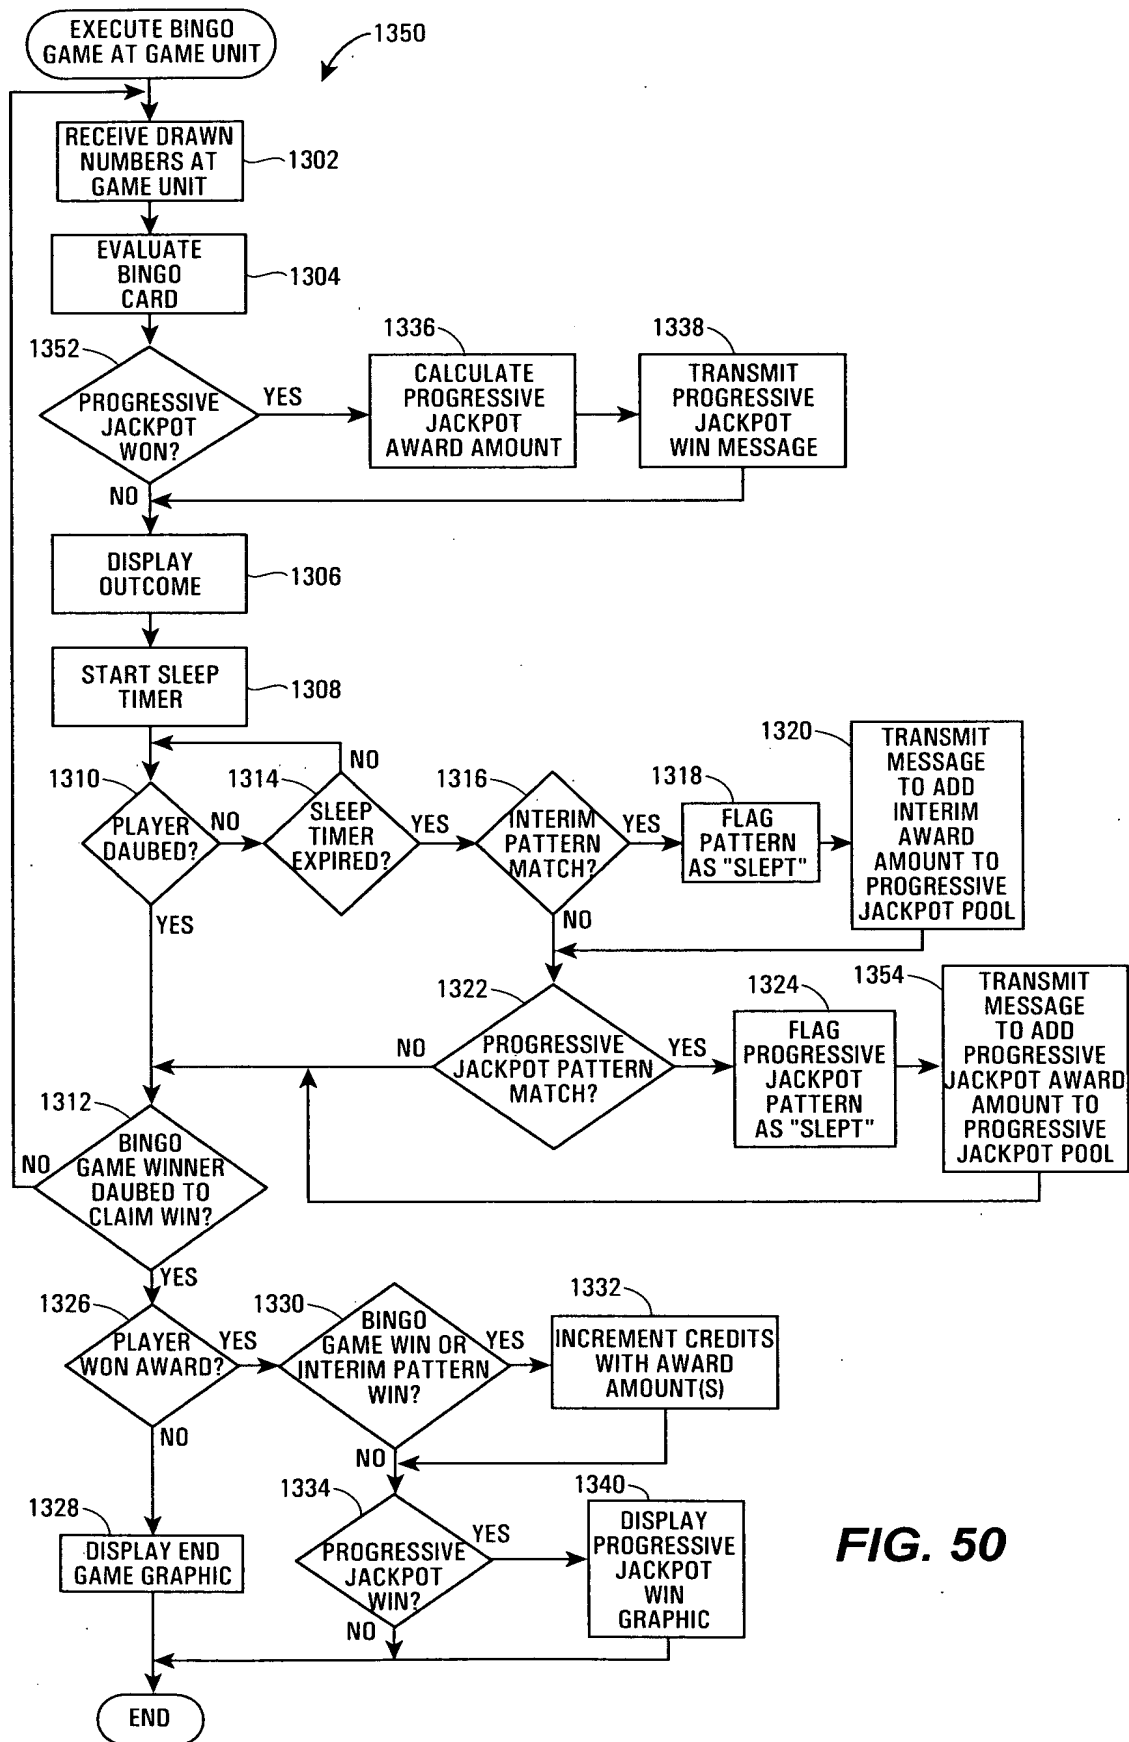 EXECUTE BINGO
GAME AT GAME UNIT
1350
RECEIVE DRAWN
NUMBERS AT
GAME UNIT
1302
EVALUATE
BINGO
CARD
1304
1352
PROGRESSIVE
JACKPOT
WON?
YES
NO
1336
CALCULATE
PROGRESSIVE
JACKPOT
AWARD AMOUNT
1338
TRANSMIT
PROGRESSIVE
JACKPOT
WIN MESSAGE
DISPLAY
OUTCOME
1306
START SLEEP
TIMER
1308
1310
PLAYER
DAUBED?
NO
YES
1314
SLEEP
TIMER
EXPIRED?
NO
YES
1316
INTERIM
PATTERN
MATCH?
YES
NO
1318
FLAG
PATTERN
AS "SLEPT"
1320
TRANSMIT
MESSAGE
TO ADD
INTERIM
AWARD
AMOUNT TO
PROGRESSIVE
JACKPOT POOL
1322
PROGRESSIVE
JACKPOT PATTERN
MATCH?
NO
YES
1324
FLAG
PROGRESSIVE
JACKPOT
PATTERN
AS "SLEPT"
1354
TRANSMIT
MESSAGE
TO ADD
PROGRESSIVE
JACKPOT AWARD
AMOUNT TO
PROGRESSIVE
JACKPOT POOL
1312
BINGO
GAME WINNER
DAUBED TO
CLAIM WIN?
NO
YES
1326
PLAYER
WON AWARD?
YES
NO
1330
BINGO
GAME WIN OR
INTERIM PATTERN
WIN?
YES
NO
1332
INCREMENT CREDITS
WITH AWARD
AMOUNT(S)
1328
DISPLAY END
GAME GRAPHIC
1334
PROGRESSIVE
JACKPOT
WIN?
YES
NO
1340
DISPLAY
PROGRESSIVE
JACKPOT
WIN
GRAPHIC
FIG. 50
END